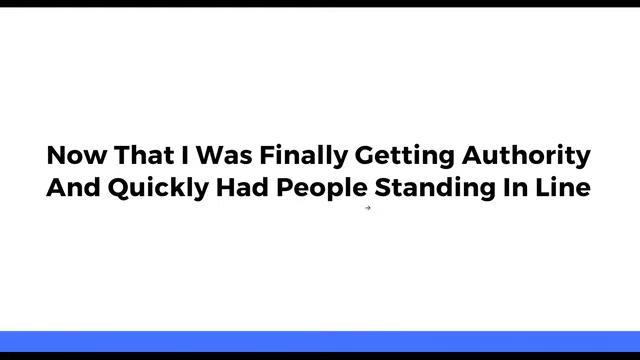 Now That I Was Finally Getting Authority
And Quickly Had People Standing In Line